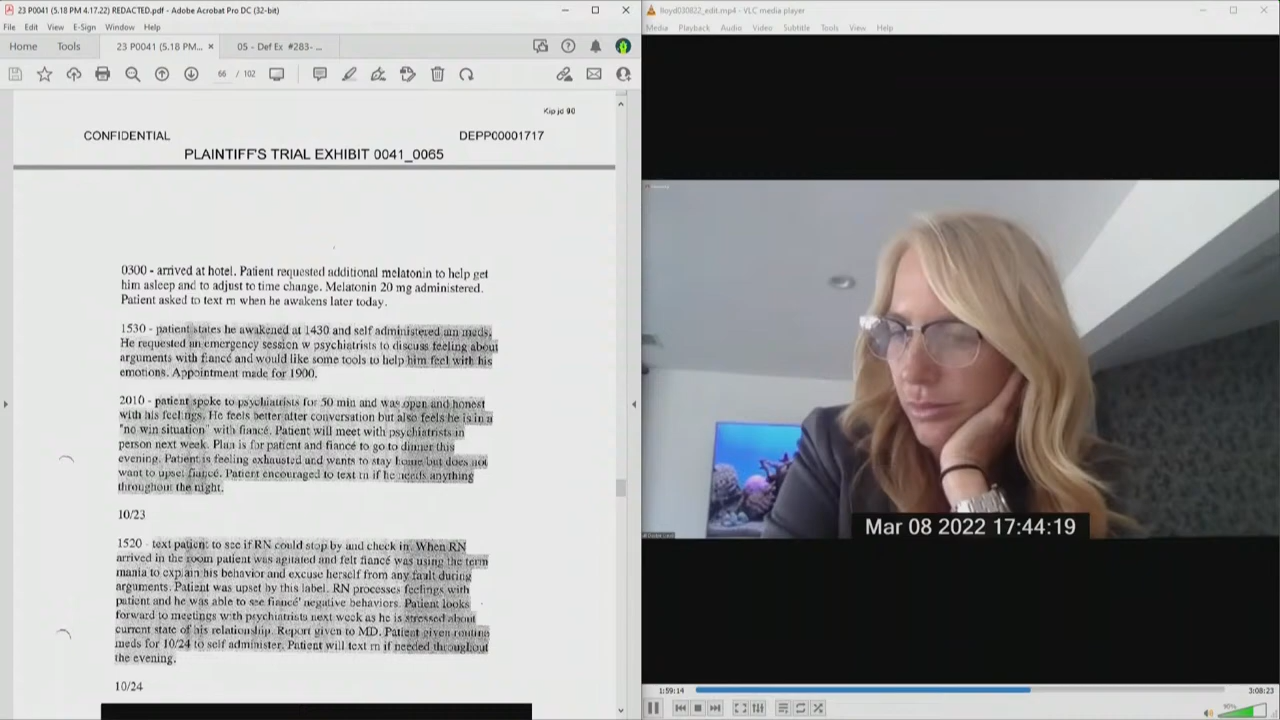 23 P0041 (5.18 PM 4.17.22) REDACTED.pdf - Adobe Acrobat Pro DC (32-bit)
File Edit View E-Sign Window Help
Home Tools 23 P0041 (5.18 PM... × 05 - Def Ex #283-...
66 / 102
CONFIDENTIAL DEPP00001717
PLAINTIFF'S TRIAL EXHIBIT 0041_0065
0300 - arrived at hotel. Patient requested additional melatonin to help get
him asleep and to adjust to time change. Melatonin 20 mg administered.
Patient asked to text rn when he awakens later today.
1530 - patient states he awakened at 1430 and self administered am meds.
He requested an emergency session w psychiatrists to discuss feeling about
arguments with fiancé and would like some tools to help him feel with his
emotions. Appointment made for 1900.
2010 - patient spoke to psychiatrists for 50 min and was open and honest
with his feelings. He feels better after conversation but also feels he is in a
"no win situation" with fiancé. Patient will meet with psychiatrists in
person next week. Plan is for patient and fiancé to go to dinner this
evening. Patient is feeling exhausted and wants to stay home but does not
want to upset fiancé. Patient encouraged to text rn if he needs anything
throughout the night.
10/23
1520 - text patient to see if RN could stop by and check in. When RN
arrived in the room patient was agitated and felt fiancé was using the term
mania to explain his behavior and excuse herself from any fault during
arguments. Patient was upset by this label. RN processes feelings with
patient and he was able to see fiancé' negative behaviors. Patient looks
forward to meetings with psychiatrists next week as he is stressed about
current state of his relationship. Report given to MD. Patient given routine
meds for 10/24 to self administer. Patient will text rn if needed throughout
the evening.
10/24
lloyd030822_edit.mp4 - VLC media player
Media Playback Audio Video Subtitle Tools View Help
Mar 08 2022 17:44:19
1:59:14 3:08:23
90%